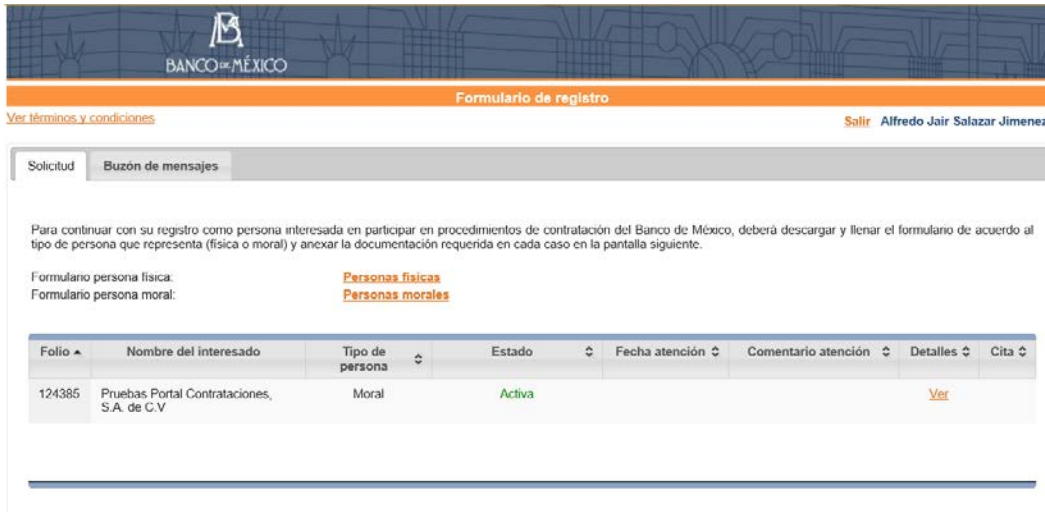 BANCO DE MÉXICO
Formulario de registro
Ver términos y condiciones
Salir Alfredo Jair Salazar Jimenez
Solicitud Buzón de mensajes
Para continuar con su registro como persona interesada en participar en procedimientos de contratación del Banco de México, deberá descargar y llenar el formulario de acuerdo al
tipo de persona que representa (física o moral) y anexar la documentación requerida en cada caso en la pantalla siguiente.
Formulario persona física: Personas físicas
Formulario persona moral: Personas morales
Folio Nombre del interesado Tipo de persona Estado Fecha atención Comentario atención Detalles Cita
124385 Pruebas Portal Contrataciones, Moral Activa Ver
S.A. de C.V